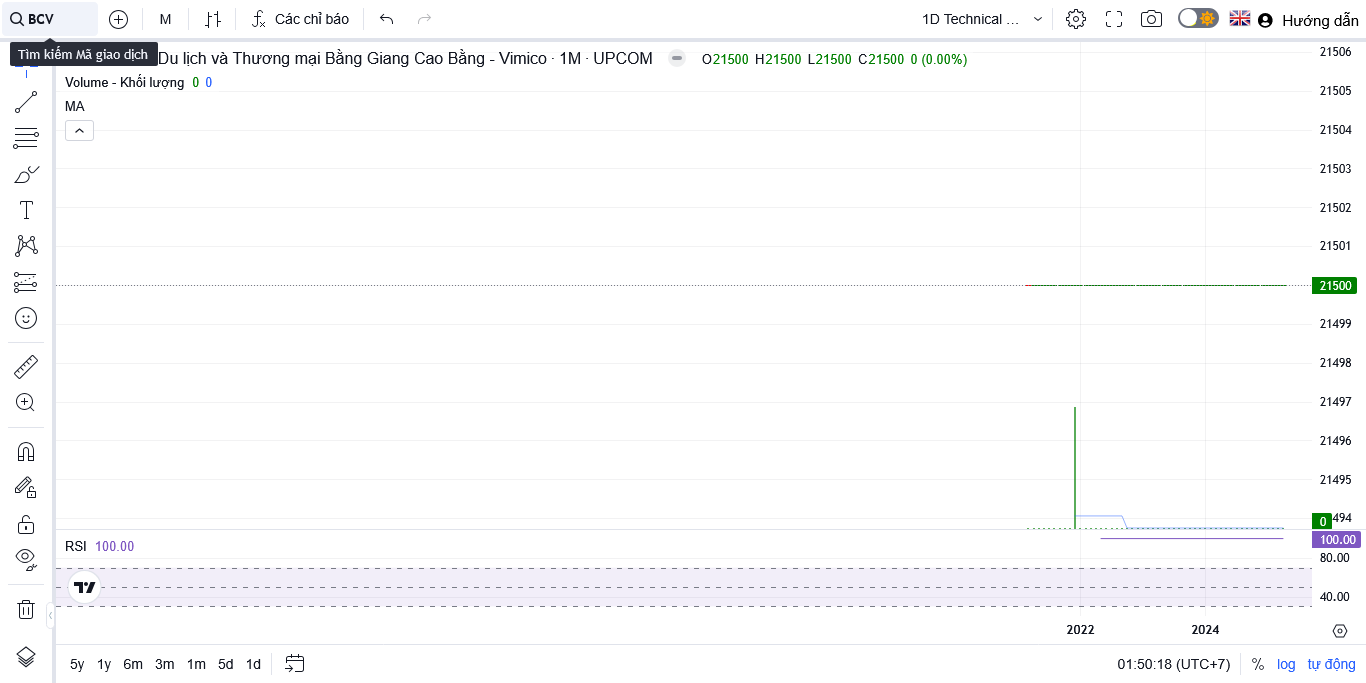 BCV
M
Các chỉ báo
1D Technical ...
Hướng dẫn
Tìm kiếm Mã giao dịch
Du lịch và Thương mại Bằng Giang Cao Bằng - Vimico · 1M · UPCOM
O21500 H21500 L21500 C21500 0 (0.00%)
Volume - Khối lượng 0 0
MA
21506
21505
21504
21503
21502
21501
21500
21499
21498
21497
21496
21495
0
494
RSI 100.00
100.00
80.00
40.00
2022
2024
5y 1y 6m 3m 1m 5d 1d
01:50:18 (UTC+7)
% log tự động